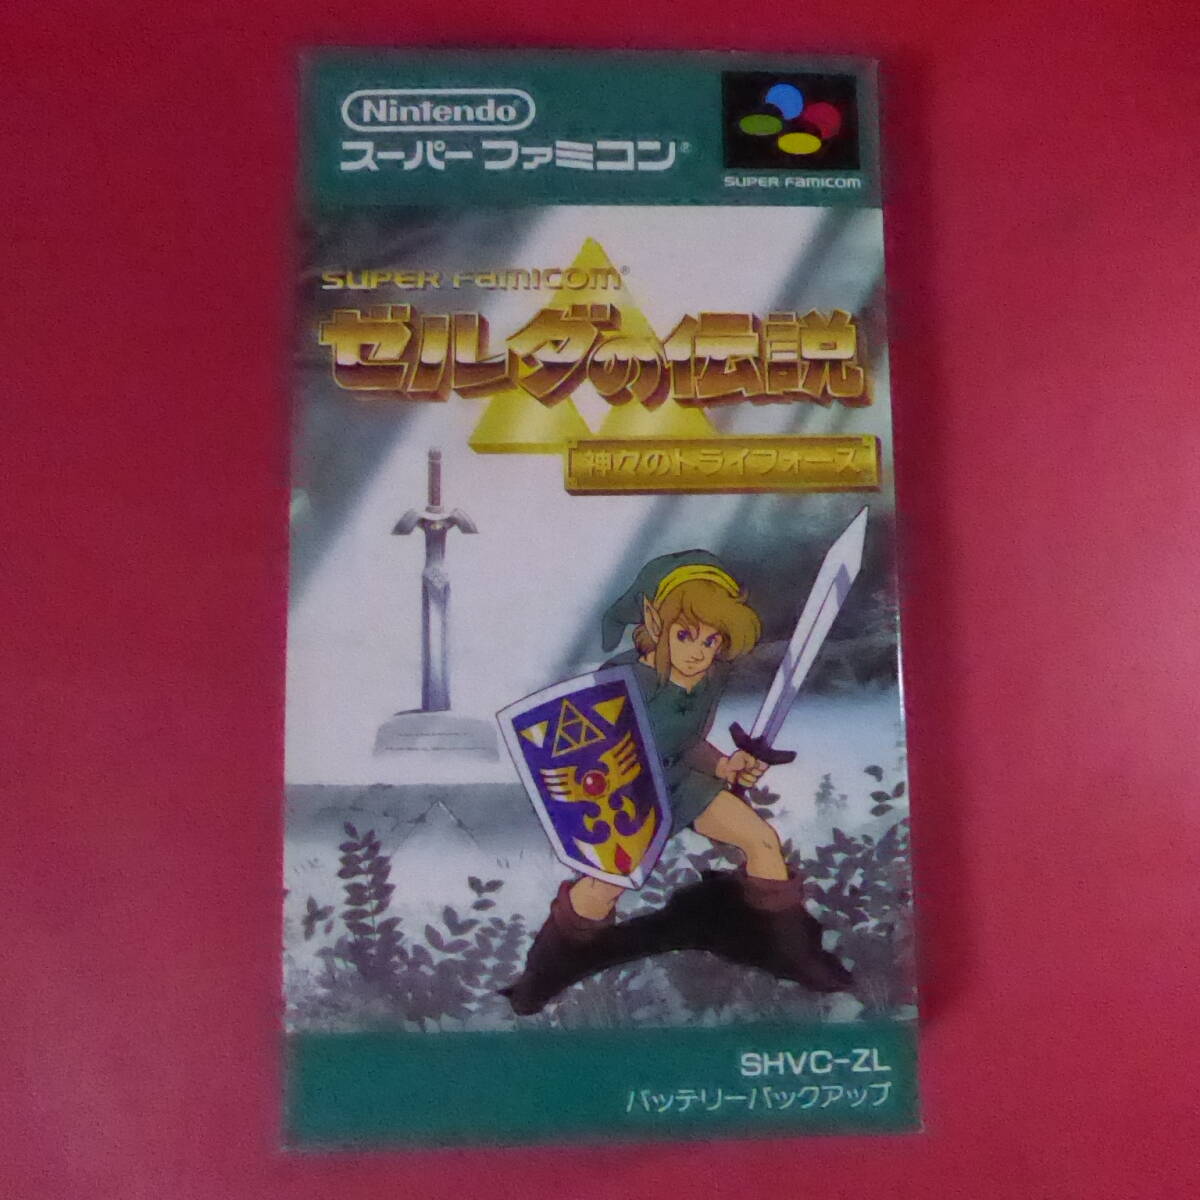 Nintendo
スーパーファミコン®
SUPER FAMICOM
SUPER FAMICOM®
ゼルダの伝説
神々のトライフォース
SHVC-ZL
バッテリーバックアップ